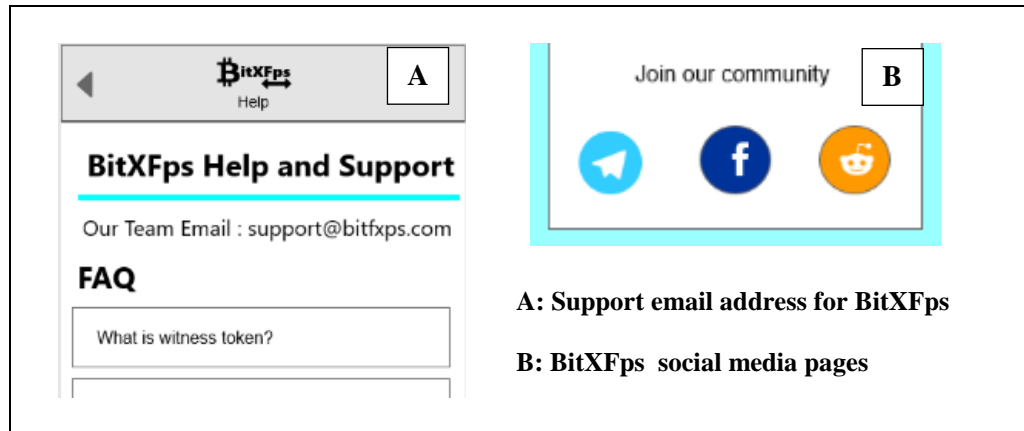 BitXFps
Help
A
BitXFps Help and Support
Our Team Email : support@bitfxps.com
FAQ
What is witness token?
Join our community
B
f
A: Support email address for BitXFps
B: BitXFps social media pages